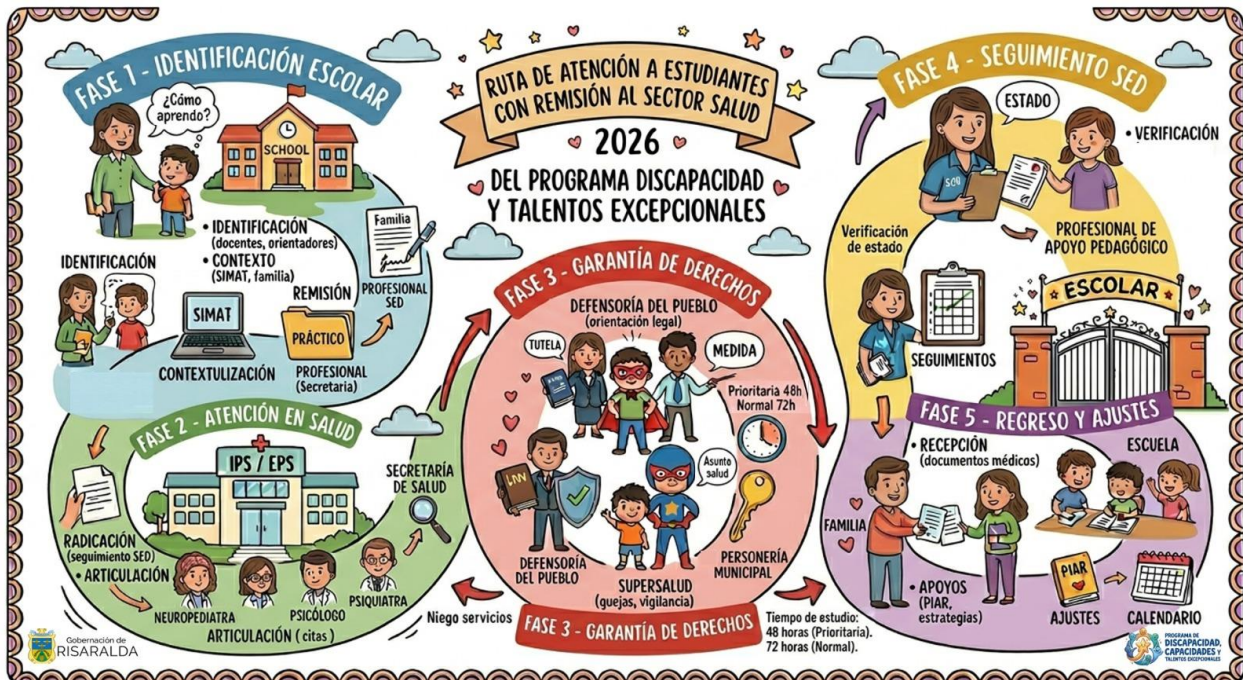 RUTA DE ATENCIÓN A ESTUDIANTES
CON REMISIÓN AL SECTOR SALUD
2026
DEL PROGRAMA DISCAPACIDAD
Y TALENTOS EXCEPCIONALES
FASE 1 - IDENTIFICACIÓN ESCOLAR
¿Cámo
aprendo?
SCHOOL
• IDENTIFICACIÓN
(docentes, orientadores)
• CONTEXTO
(SIMAT, familia)
Familia
IDENTIFICACIÓN
SIMAT
CONTEXTULIZACIÓN
REMISIÓN
PRÁCTICO
PROFESIONAL
(Secretaria)
PROFESIONAL
SED
FASE 2 - ATENCIÓN EN SALUD
IPS / EPS
SECRETARÍA
DE SALUD
RADICACIÓN
(seguimiento SED)
• ARTICULACIÓN
NEUROPEDIATRA
PSICÓLOGO
PSIQUIATRA
ARTICULACIÓN (citas )
FASE 3 - GARANTÍA DE DERECHOS
DEFENSORÍA DEL PUEBLO
(orientación legal)
TUTELA
MEDIDA
Prioritaria 48h
Normal 72h
Asunto
salud
DEFENSORÍA
DEL PUEBLO
SUPERSALUD
(guejas, vigilancia)
PERSONERÍA
MUNICIPAL
Niego servicios
FASE 3 - GARANTÍA DE DERECHOS
Tiempo de estudio:
48 horas (Prioritaria).
72 horas (Normal).
FASE 4 - SEGUIMIENTO SED
ESTADO
• VERIFICACIÓN
Verificación
de estado
PROFESIONAL DE
APOYO PEDAGÓGICO
SEGUIMIENTOS
ESCOLAR
FASE 5 - REGRESO Y AJUSTES
• RECEPCIÓN
(documentos médicos)
ESCUELA
FAMILIA
• APOYOS
(PIAR,
estrategias)
PIAR
AJUSTES
CALENDARIO
Gobernación de
RISARALDA
PROGRAMA DE
DISCAPACIDAD,
CAPACIDADES Y
TALENTOS EXCEPCIONALES